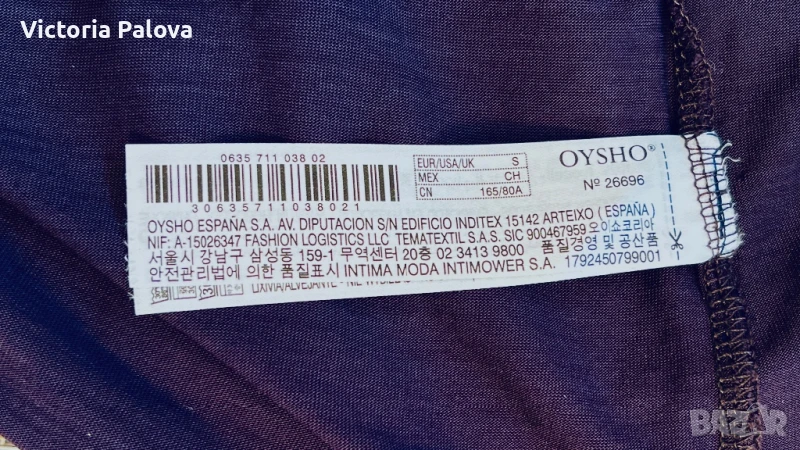 Victoria Palova
0635 711 038 02
30635711038021
EUR/USA/UK S
MEX CH
CN 165/80A
OYSHO®
Nº 26696
OYSHO ESPAÑA S.A. AV. DIPUTACION S/N EDIFICIO INDITEX 15142 ARTEIXO (ESPAÑA)
NIF: A-15026347 FASHION LOGISTICS LLC TEMATEXTIL S.A.S. SIC 900467959 오이소코리아
서울시 강남구 삼성동 159-1 무역센터 20층 02 3413 9800 품질경영 및 공산품
안전관리법에 의한 품질표시 INTIMA MODA INTIMOWER S.A. 1792450799001
LIXIVIA/ALVEJANTE - NIE
BAZAR